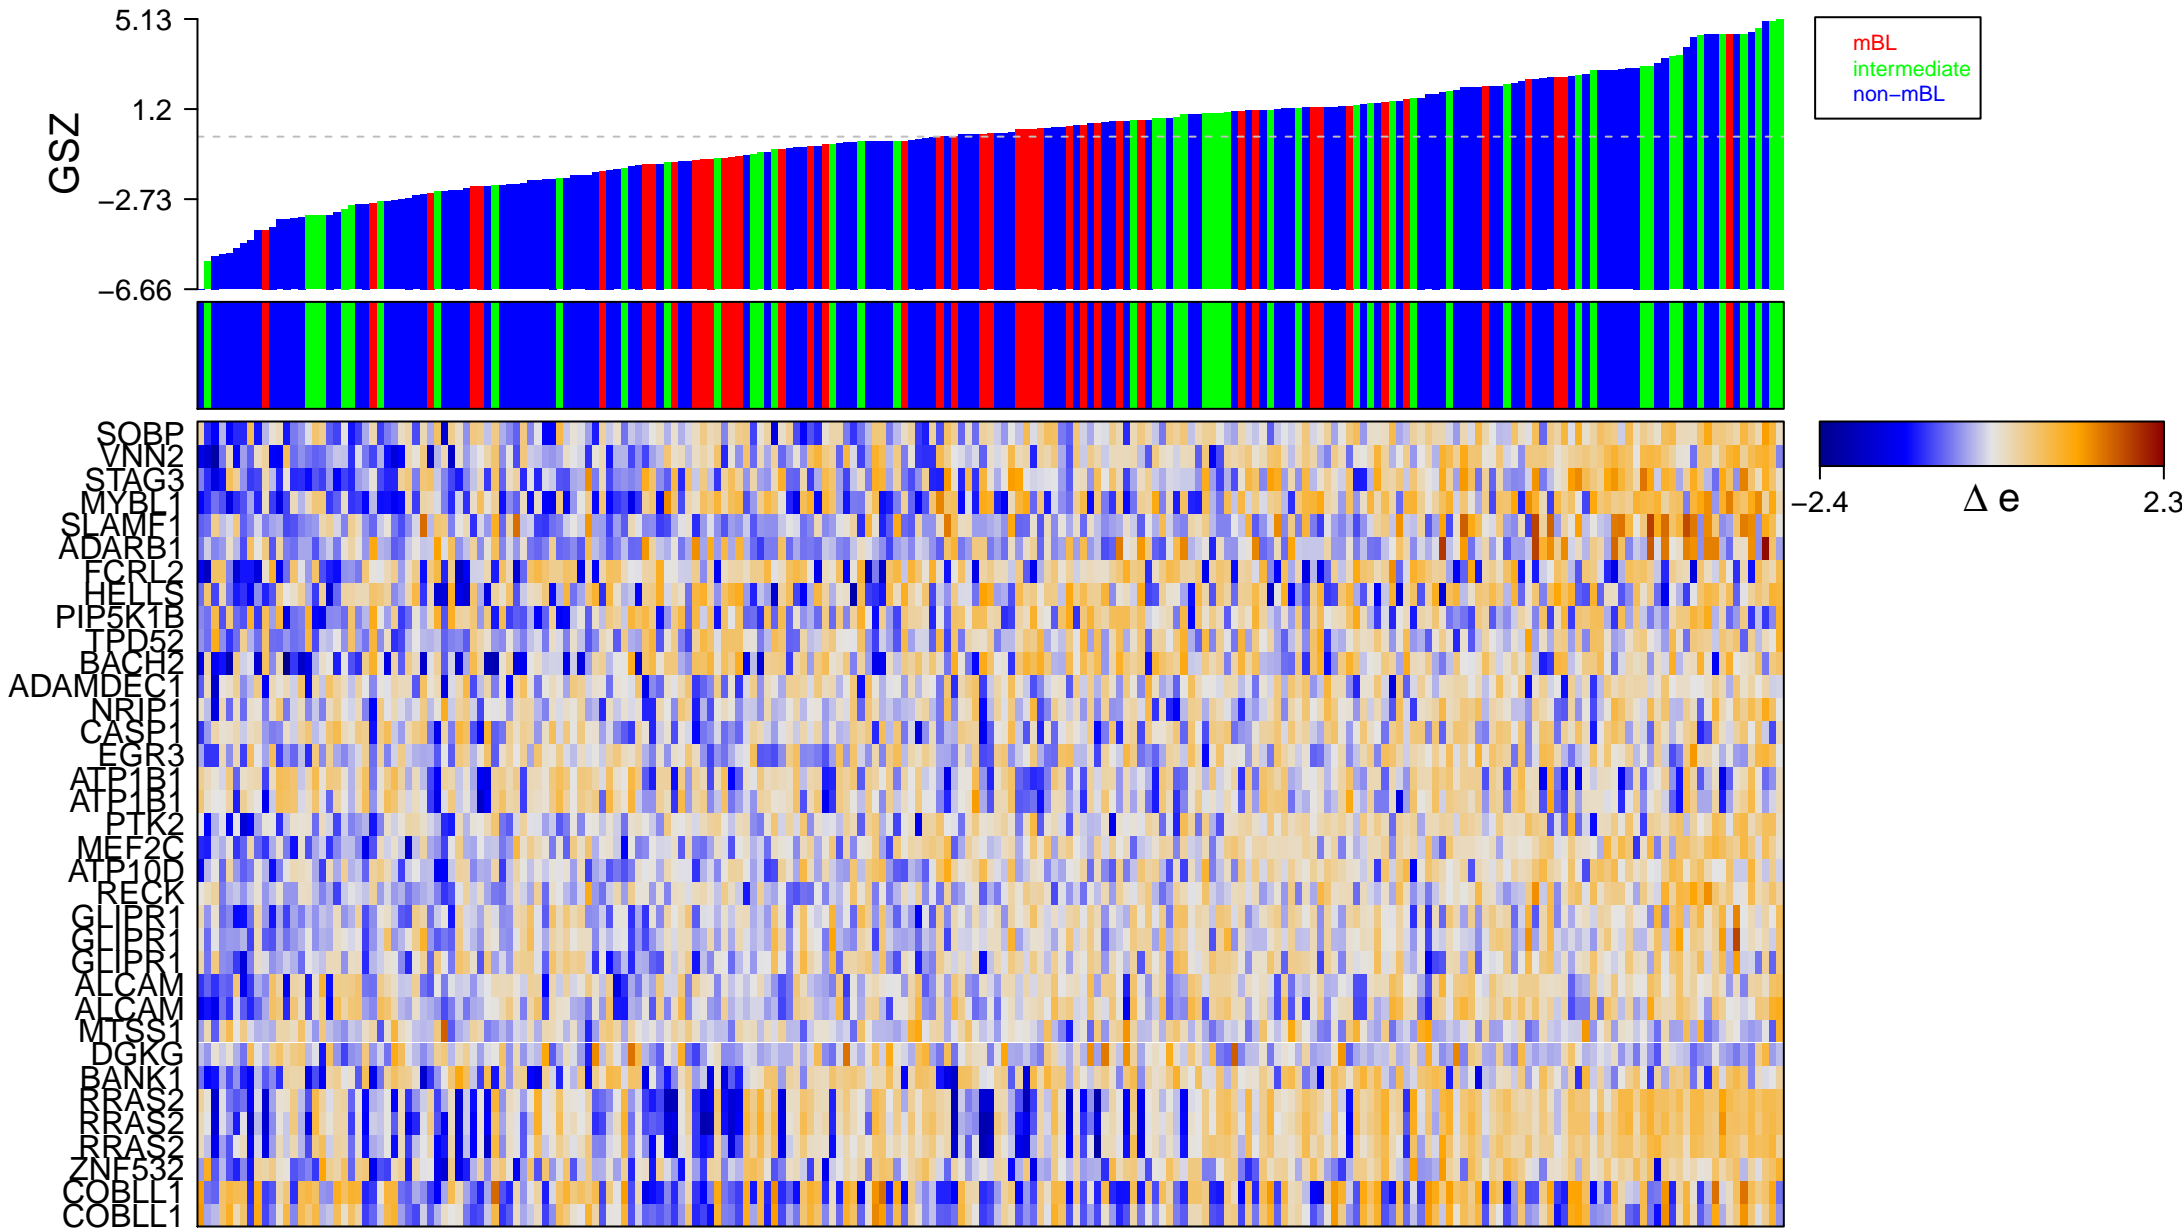 5.13
1.2
−2.73
−6.66
GSZ
mBL
intermediate
non−mBL
SOBP
VNN2
STAG3
MYBL1
SLAMF1
ADARB1
FCRL2
HELLS
PIP5K1B
TPD52
BACH2
ADAMDEC1
NRIP1
CASP1
EGR3
ATP1B1
ATP1B1
PTK2
MEF2C
ATP10D
RECK
GLIPR1
GLIPR1
GLIPR1
ALCAM
ALCAM
MTSS1
DGKG
BANK1
RRAS2
RRAS2
RRAS2
ZNF532
COBLL1
COBLL1
−2.4 Δ e 2.3